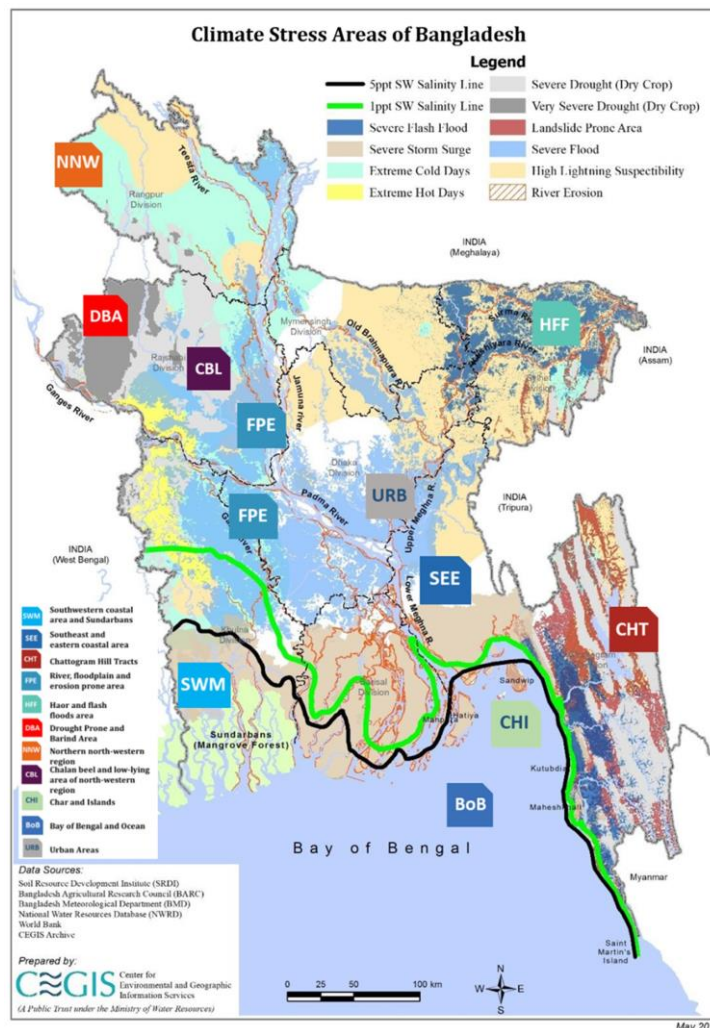 Climate Stress Areas of Bangladesh
Legend
5ppt SW Salinity Line
1ppt SW Salinity Line
Severe Flash Flood
Severe Storm Surge
Extreme Cold Days
Extreme Hot Days
Severe Drought (Dry Crop)
Very Severe Drought (Dry Crop)
Landslide Prone Area
Severe Flood
High Lightning Suspectibility
River Erosion
NNW
Teesta River
Rangpur
Division
INDIA
(Meghalaya)
DBA
CBL
Rajshahi
Division
Mymensingh
Division
Old Brahmaputra R.
Surma
HFF
INDIA
(Assam)
Division
Ganges River
Jamuna river
FPE
FPE
Dhaka
Division
URB
Padma River
Upper Meghna R.
INDIA
(Tripura)
INDIA
(West Bengal)
SEE
Lower Meghna R.
CHT
SWM
Division
Division
Sundarbans
(Mangrove Forest)
Hatiya
Sandwip
CHI
Kutubdia
BoB
Bay of Bengal
Myanmar
Saint
Martin's
Island
SWM Southwestern coastal
area and Sundarbans
SEE Southeast and
eastern coastal area
CHT Chattogram Hill Tracts
FPE River, floodplain and
erosion prone area
HFF Haor and flash
floods area
DBA Drought Prone and
Barind Area
NNW Northern north-western
region
CBL Chalan beel and low-lying
area of north-western
region
CHI Char and Islands
BoB Bay of Bengal and Ocean
URB Urban Areas
Data Sources:
Soil Resource Development Institute (SRDI)
Bangladesh Agricultural Research Council (BARC)
Bangladesh Meteorological Department (BMD)
National Water Resources Database (NWRD)
World Bank
CEGIS Archive
Prepared by:
CEGIS Center for
Environmental and Geographic
Information Services
(A Public Trust under the Ministry of Water Resources)
0 25 50 100 km
N
W E
S